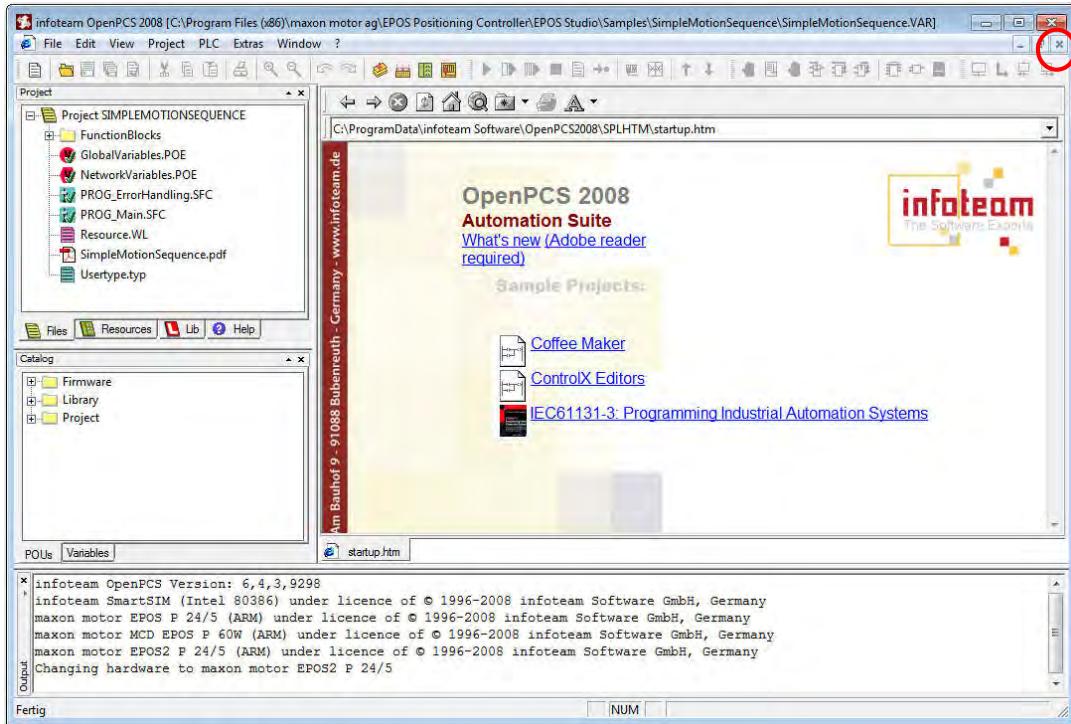 infoteam OpenPCS 2008 [C:\Program Files (x86)\maxon motor ag\EPOS Positioning Controller\EPOS Studio\Samples\SimpleMotionSequence\SimpleMotionSequence.VAR]
File Edit View Project PLC Extras Window ?
Project
Project SIMPLEMOTIONSEQUENCE
FunctionBlocks
GlobalVariables.POE
NetworkVariables.POE
PROG_ErrorHandling.SFC
PROG_Main.SFC
Resource.WL
SimpleMotionSequence.pdf
Usertype.typ
Files Resources Lib Help
Catalog
Firmware
Library
Project
POUs Variables
C:\ProgramData\infoteam Software\OpenPCS2008\SPLHTM\startup.htm
Am Bauhof 9 - 91088 Bubenreuth - Germany - www.infoteam.de
OpenPCS 2008
Automation Suite
What's new (Adobe reader
required)
infoteam
The Software Experts
Sample Projects:
Coffee Maker
ControlX Editors
IEC61131-3: Programming Industrial Automation Systems
startup.htm
Output
infoteam OpenPCS Version: 6,4,3,9298
infoteam SmartSIM (Intel 80386) under licence of © 1996-2008 infoteam Software GmbH, Germany
maxon motor EPOS P 24/5 (ARM) under licence of © 1996-2008 infoteam Software GmbH, Germany
maxon motor MCD EPOS P 60W (ARM) under licence of © 1996-2008 infoteam Software GmbH, Germany
maxon motor EPOS2 P 24/5 (ARM) under licence of © 1996-2008 infoteam Software GmbH, Germany
Changing hardware to maxon motor EPOS2 P 24/5
Fertig
NUM